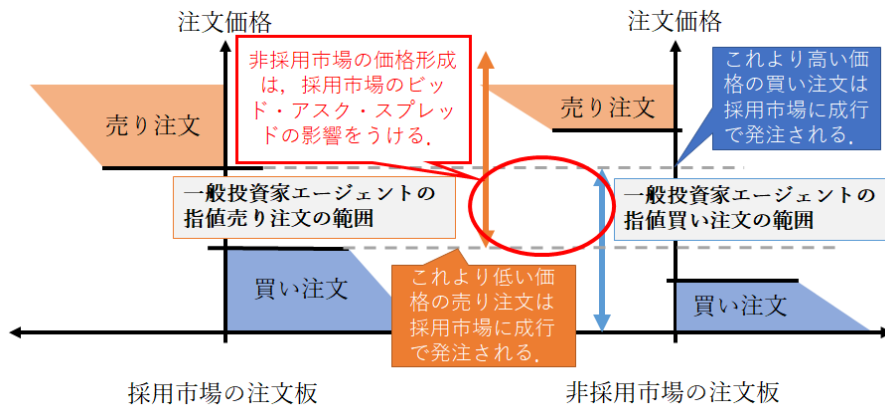 注文価格
注文価格
非採用市場の価格形成
は，採用市場のビッ
ド・アスク・スプレッ
ドの影響をうける．
これより高い価
格の買い注文は
採用市場に成行
で発注される．
売り注文
売り注文
一般投資家エージェントの
指値売り注文の範囲
一般投資家エージェントの
指値買い注文の範囲
買い注文
これより低い価
格の売り注文は
採用市場に成行
で発注される．
買い注文
採用市場の注文板
非採用市場の注文板